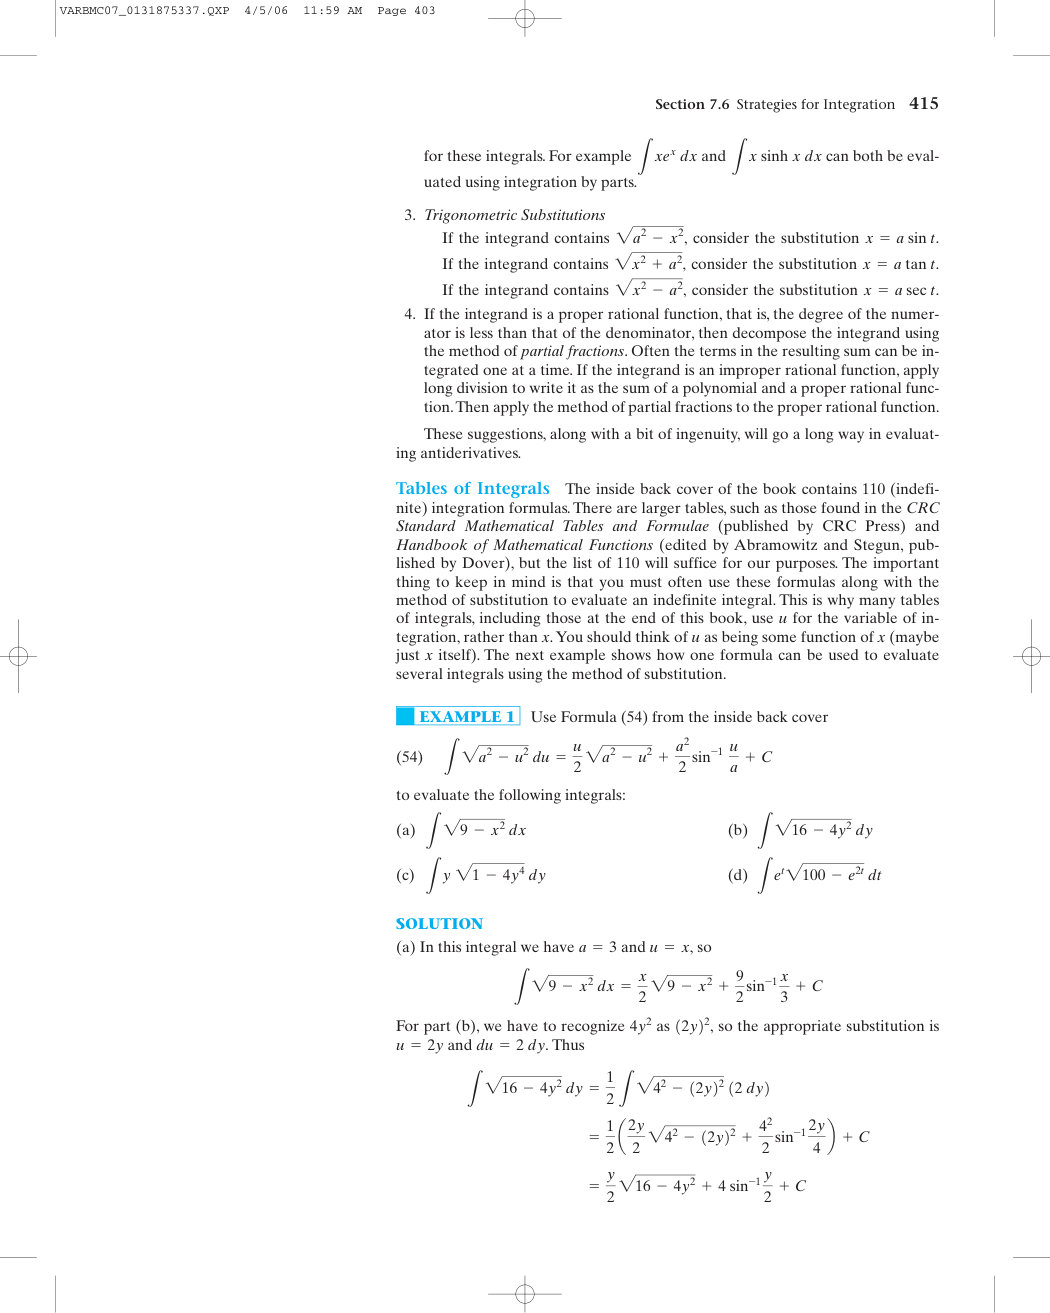 VARBMC07_0131875337.QXP 4/5/06 11:59 AM Page 403
Section 7.6 Strategies for Integration 415
for these integrals. For example ∫ xeˣ dx and ∫ x sinh x dx can both be eval-
uated using integration by parts.
3. Trigonometric Substitutions
If the integrand contains √(a² − x²), consider the substitution x = a sin t.
If the integrand contains √(x² + a²), consider the substitution x = a tan t.
If the integrand contains √(x² − a²), consider the substitution x = a sec t.
4. If the integrand is a proper rational function, that is, the degree of the numer-
ator is less than that of the denominator, then decompose the integrand using
the method of partial fractions. Often the terms in the resulting sum can be in-
tegrated one at a time. If the integrand is an improper rational function, apply
long division to write it as the sum of a polynomial and a proper rational func-
tion. Then apply the method of partial fractions to the proper rational function.
These suggestions, along with a bit of ingenuity, will go a long way in evaluat-
ing antiderivatives.
Tables of Integrals The inside back cover of the book contains 110 (indefi-
nite) integration formulas. There are larger tables, such as those found in the CRC
Standard Mathematical Tables and Formulae (published by CRC Press) and
Handbook of Mathematical Functions (edited by Abramowitz and Stegun, pub-
lished by Dover), but the list of 110 will suffice for our purposes. The important
thing to keep in mind is that you must often use these formulas along with the
method of substitution to evaluate an indefinite integral. This is why many tables
of integrals, including those at the end of this book, use u for the variable of in-
tegration, rather than x. You should think of u as being some function of x (maybe
just x itself). The next example shows how one formula can be used to evaluate
several integrals using the method of substitution.
EXAMPLE 1 Use Formula (54) from the inside back cover
(54) ∫ √(a² − u²) du = u/2 √(a² − u²) + a²/2 sin⁻¹ u/a + C
to evaluate the following integrals:
(a) ∫ √(9 − x²) dx (b) ∫ √(16 − 4y²) dy
(c) ∫ y √(1 − 4y⁴) dy (d) ∫ eᵗ√(100 − e²ᵗ) dt
SOLUTION
(a) In this integral we have a = 3 and u = x, so
∫ √(9 − x²) dx = x/2 √(9 − x²) + 9/2 sin⁻¹ x/3 + C
For part (b), we have to recognize 4y² as (2y)², so the appropriate substitution is
u = 2y and du = 2 dy. Thus
∫ √(16 − 4y²) dy = 1/2 ∫ √(4² − (2y)²) (2 dy)
= 1/2 (2y/2 √(4² − (2y)²) + 4²/2 sin⁻¹ 2y/4) + C
= y/2 √(16 − 4y²) + 4 sin⁻¹ y/2 + C